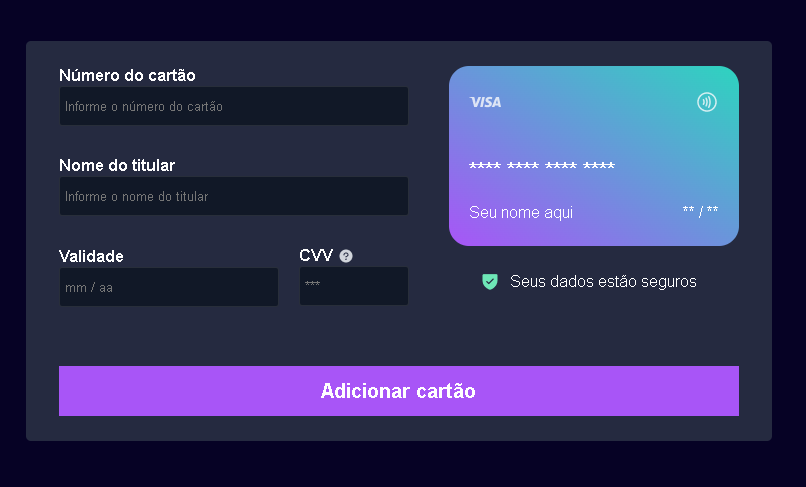 Número do cartão
Informe o número do cartão
Nome do titular
Informe o nome do titular
Validade
mm / aa
CVV ?
***
VISA
**** **** **** ****
Seu nome aqui
** / **
Seus dados estão seguros
Adicionar cartão